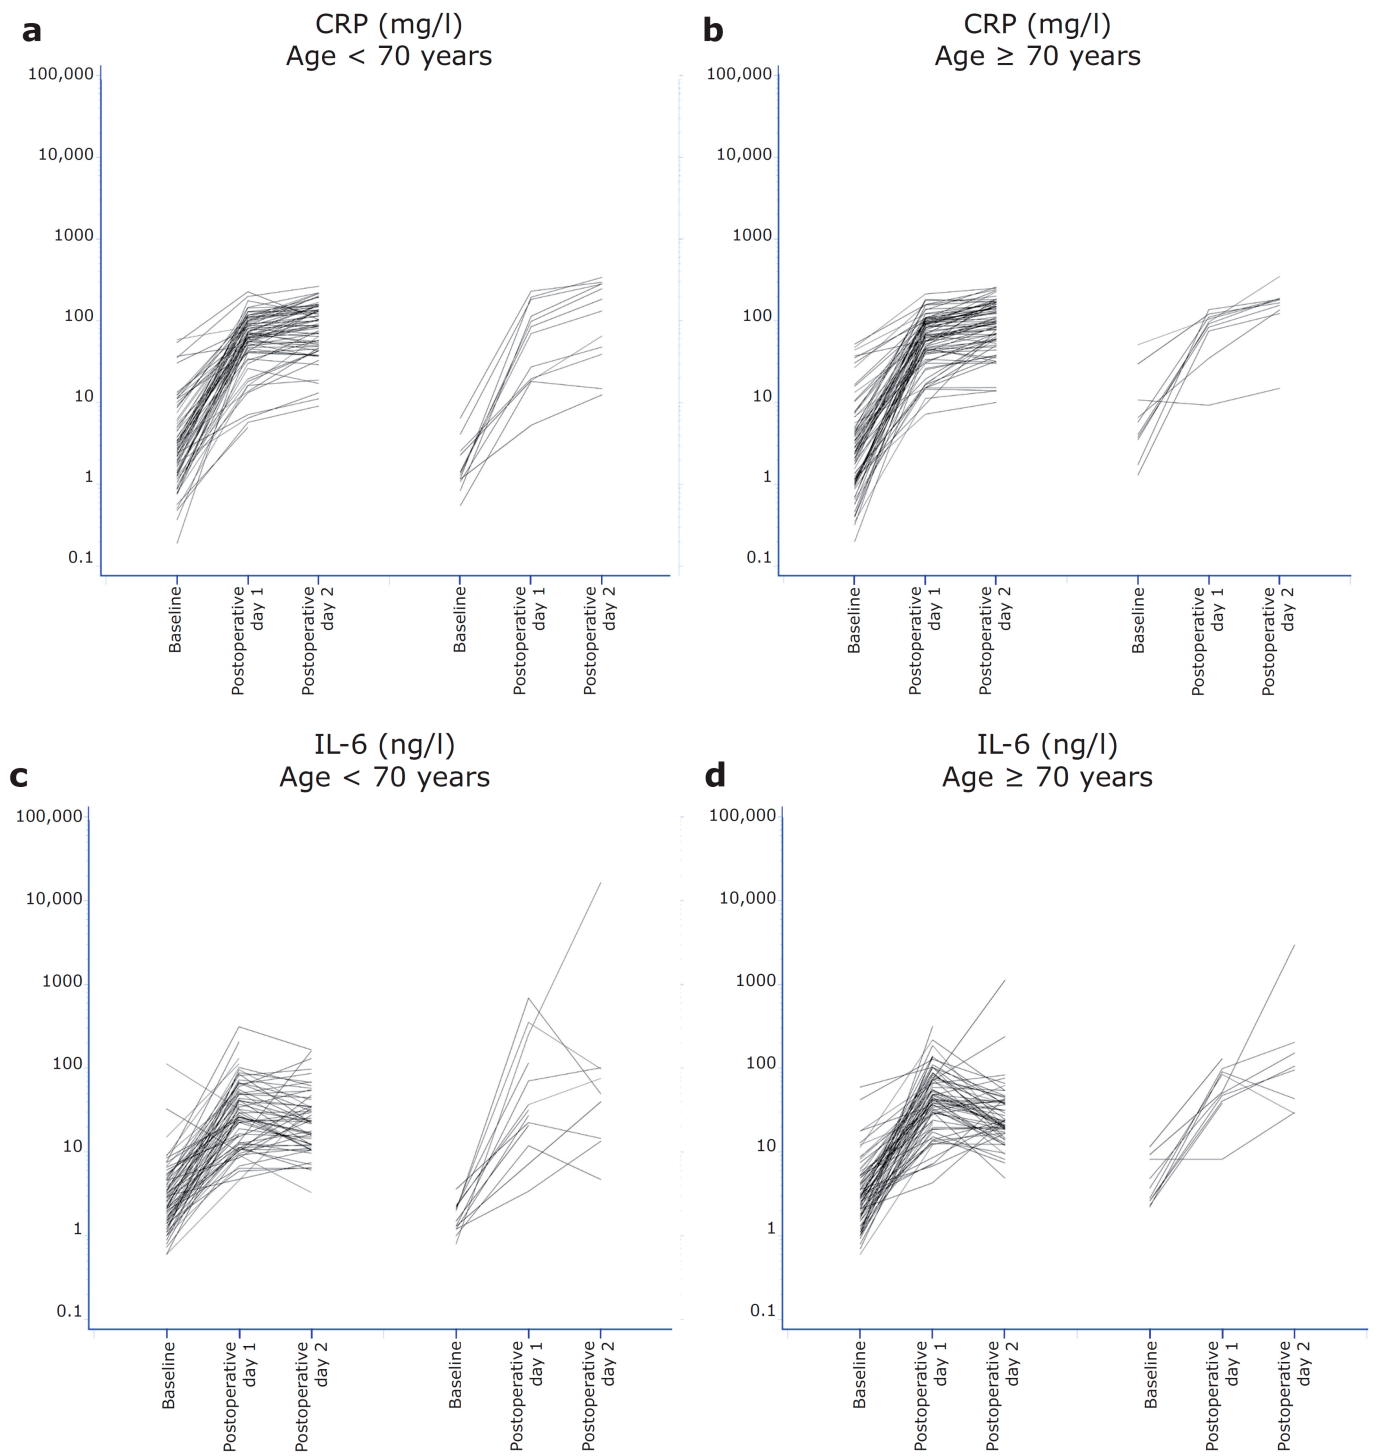 a
CRP (mg/l)
Age < 70 years
100,000
10,000
1000
100
10
1
0.1
Baseline
Postoperative
day 1
Postoperative
day 2
Baseline
Postoperative
day 1
Postoperative
day 2
b
CRP (mg/l)
Age ≥ 70 years
100,000
10,000
1000
100
10
1
0.1
Baseline
Postoperative
day 1
Postoperative
day 2
Baseline
Postoperative
day 1
Postoperative
day 2
c
IL-6 (ng/l)
Age < 70 years
100,000
10,000
1000
100
10
1
0.1
Baseline
Postoperative
day 1
Postoperative
day 2
Baseline
Postoperative
day 1
Postoperative
day 2
d
IL-6 (ng/l)
Age ≥ 70 years
100,000
10,000
1000
100
10
1
0.1
Baseline
Postoperative
day 1
Postoperative
day 2
Baseline
Postoperative
day 1
Postoperative
day 2